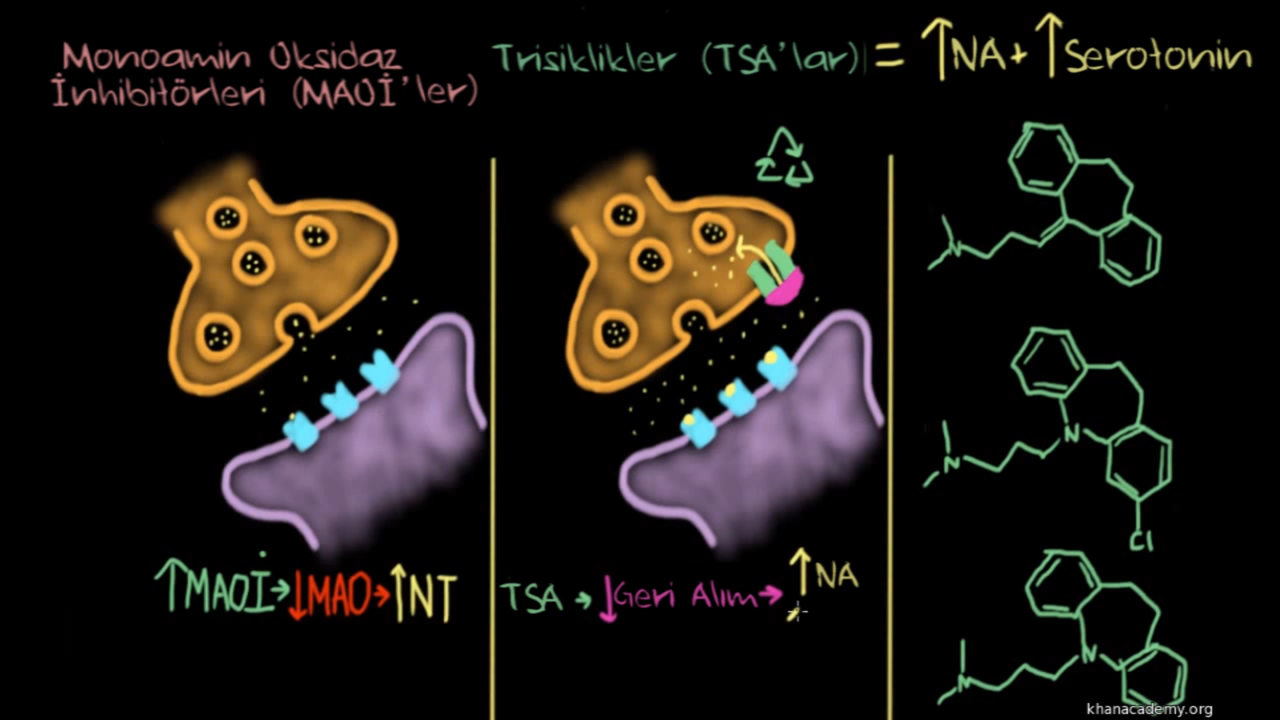 Monoamin Oksidaz
İnhibitörleri (MAOİ'ler)
Trisiklikler (TSA'lar) = ↑NA + ↑Serotonin
↑MAOİ→↓MAO→↑NT
TSA→↓Geri Alım→↑NA
N
N
N
Cl
N
N
khanacademy.org